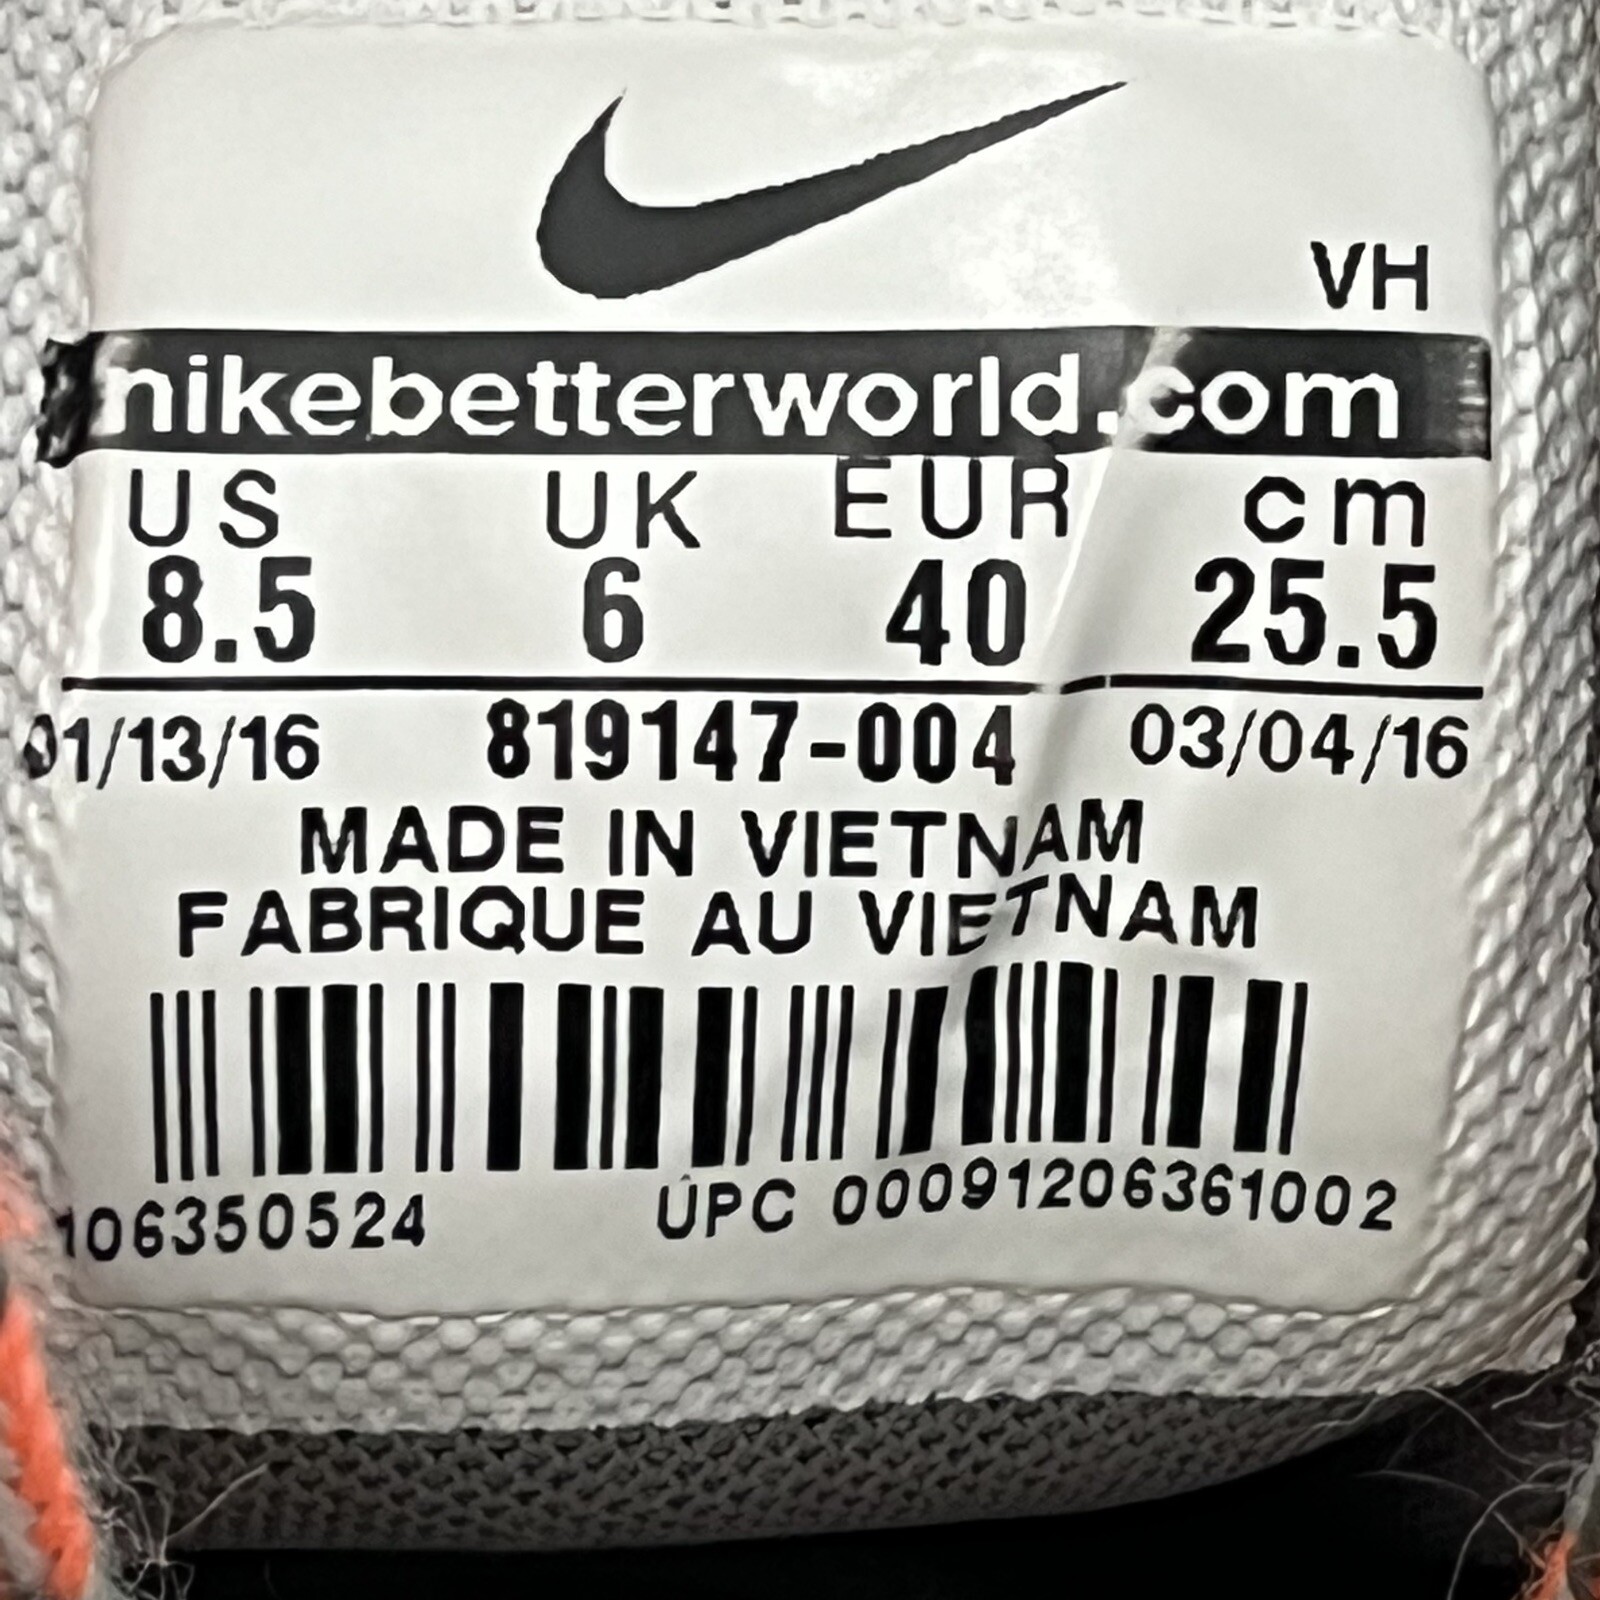 VH
nikebetterworld.com
US UK EUR cm
8.5 6 40 25.5
01/13/16 819147-004 03/04/16
MADE IN VIETNAM
FABRIQUE AU VIETNAM
106350524 UPC 00091206361002